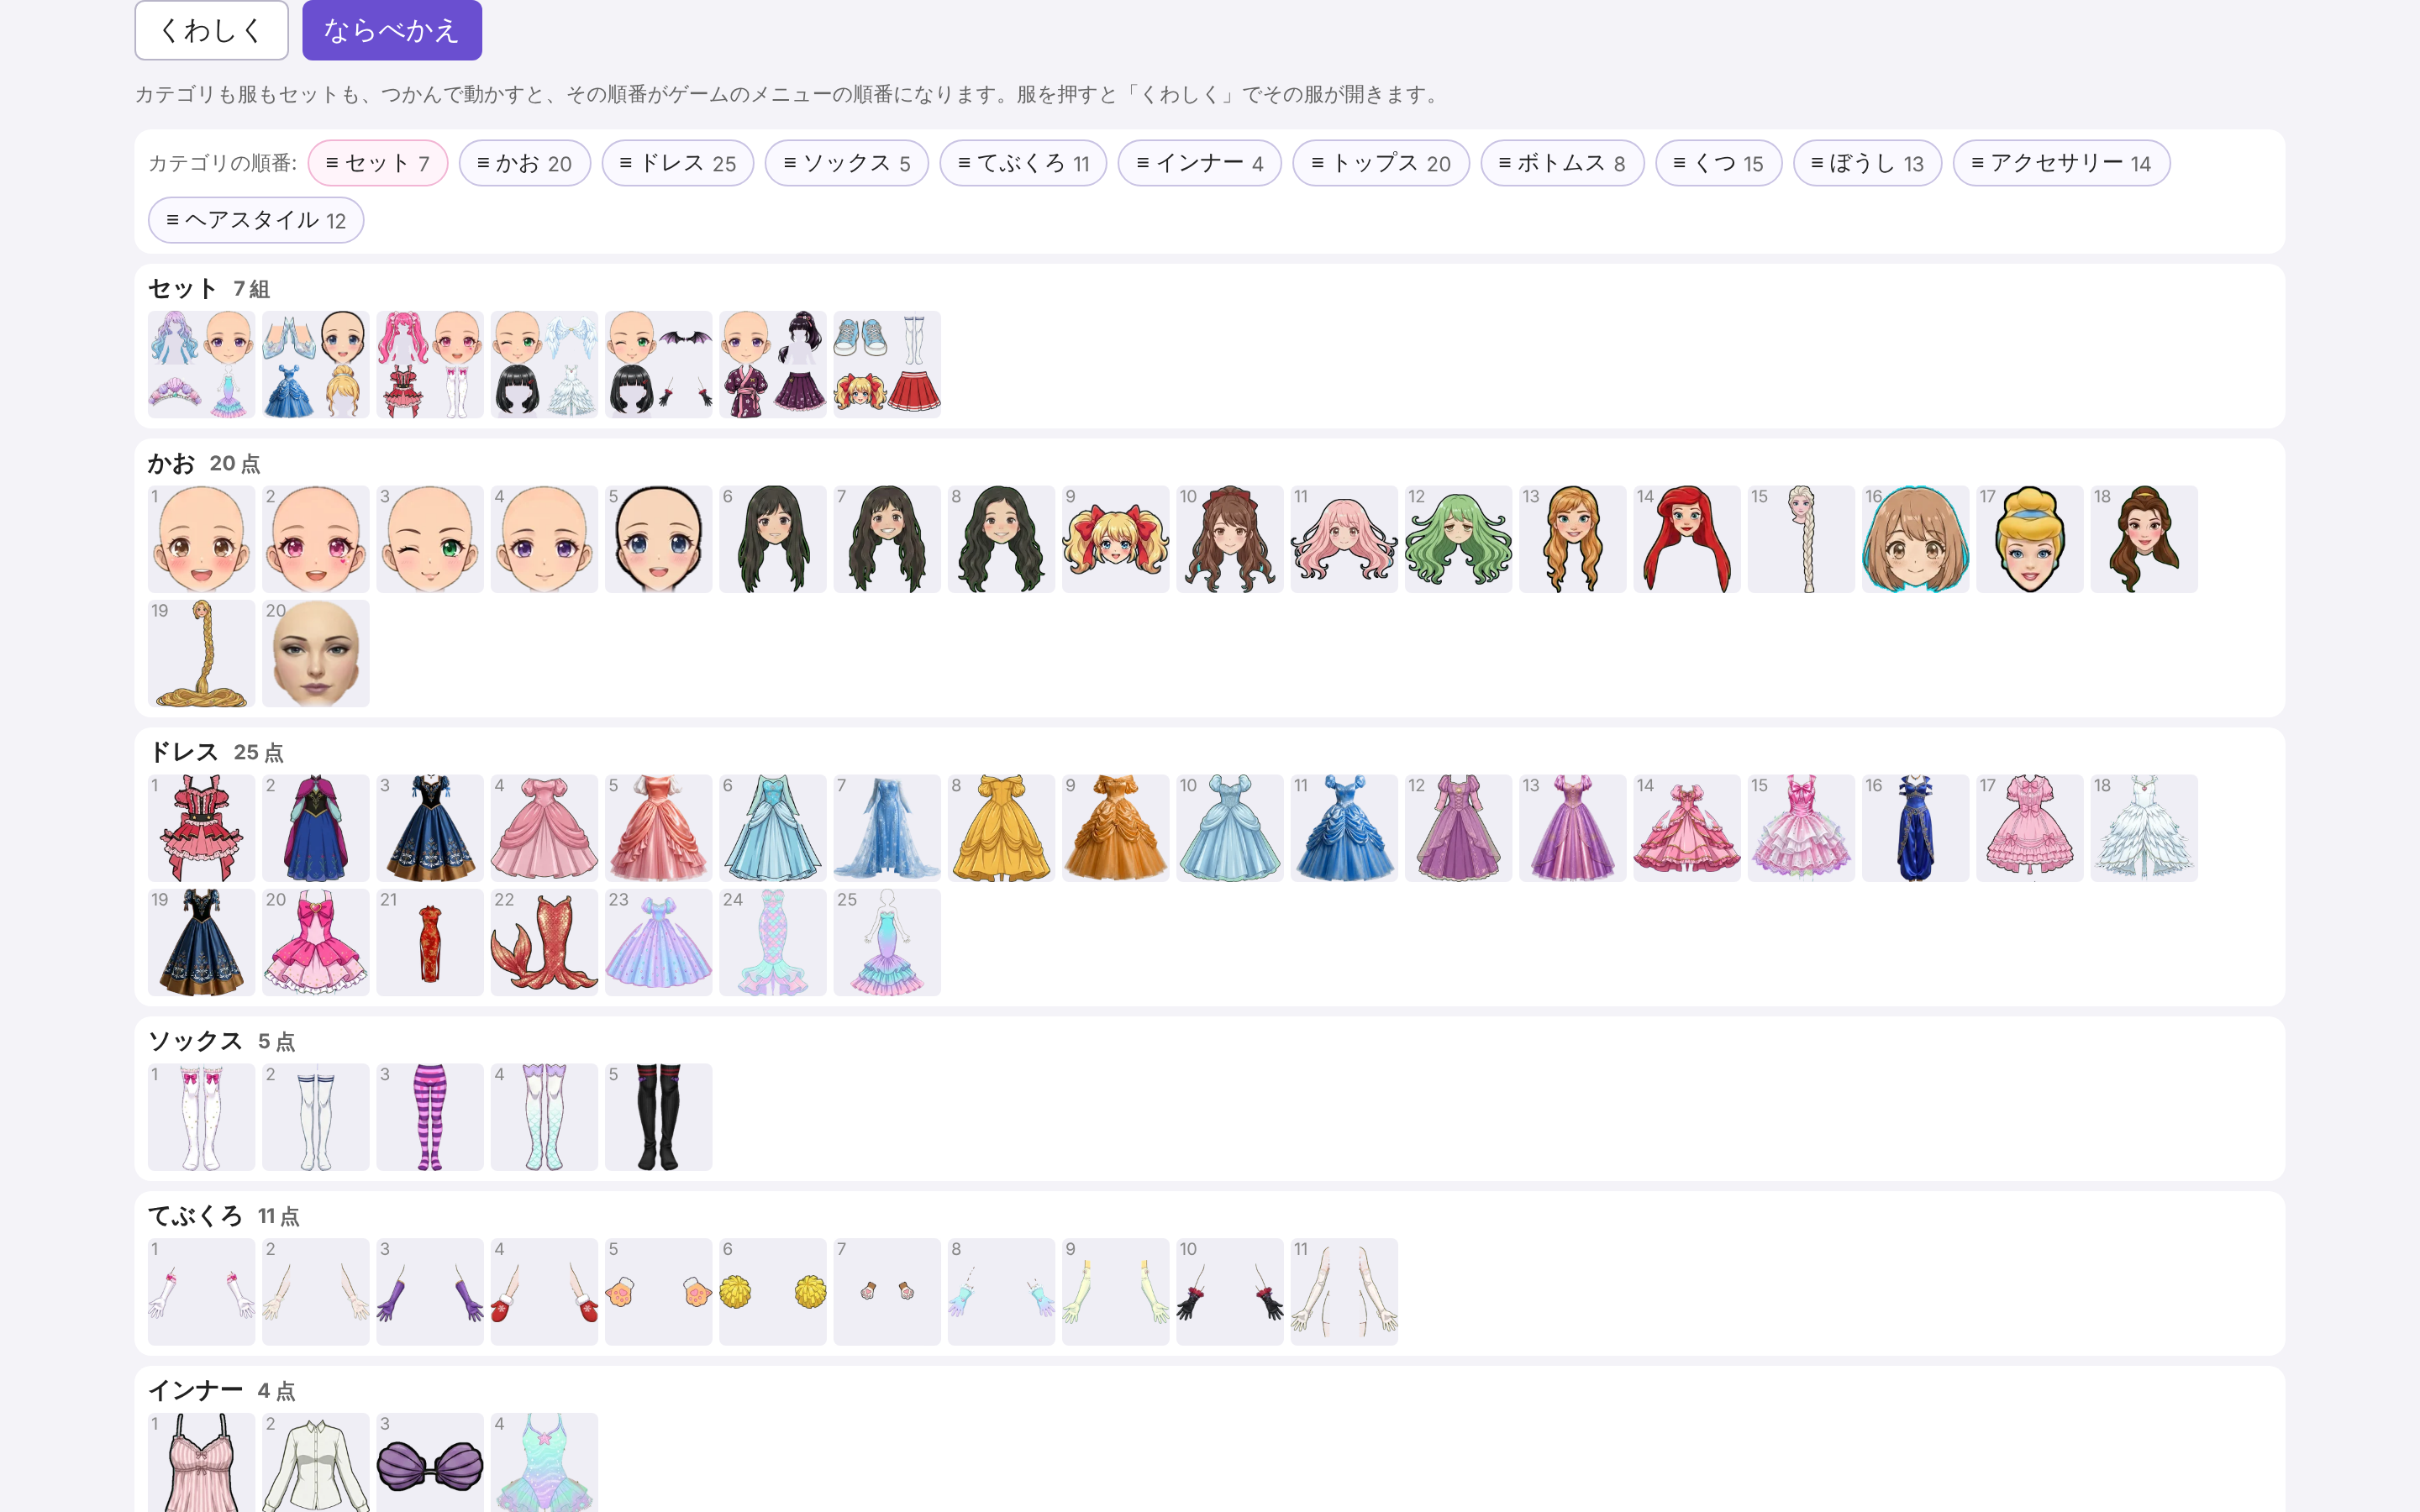 くわしく ならべかえ
カテゴリも服もセットも、つかんで動かすと、その順番がゲームのメニューの順番になります。服を押すと「くわしく」でその服が開きます。
カテゴリの順番: ≡ セット 7 ≡ かお 20 ≡ ドレス 25 ≡ ソックス 5 ≡ てぶくろ 11 ≡ インナー 4 ≡ トップス 20 ≡ ボトムス 8 ≡ くつ 15 ≡ ぼうし 13 ≡ アクセサリー 14
≡ ヘアスタイル 12
セット 7 組
かお 20 点
1 2 3 4 5 6 7 8 9 10 11 12 13 14 15 16 17 18
19 20
ドレス 25 点
1 2 3 4 5 6 7 8 9 10 11 12 13 14 15 16 17 18
19 20 21 22 23 24 25
ソックス 5 点
1 2 3 4 5
てぶくろ 11 点
1 2 3 4 5 6 7 8 9 10 11
インナー 4 点
1 2 3 4